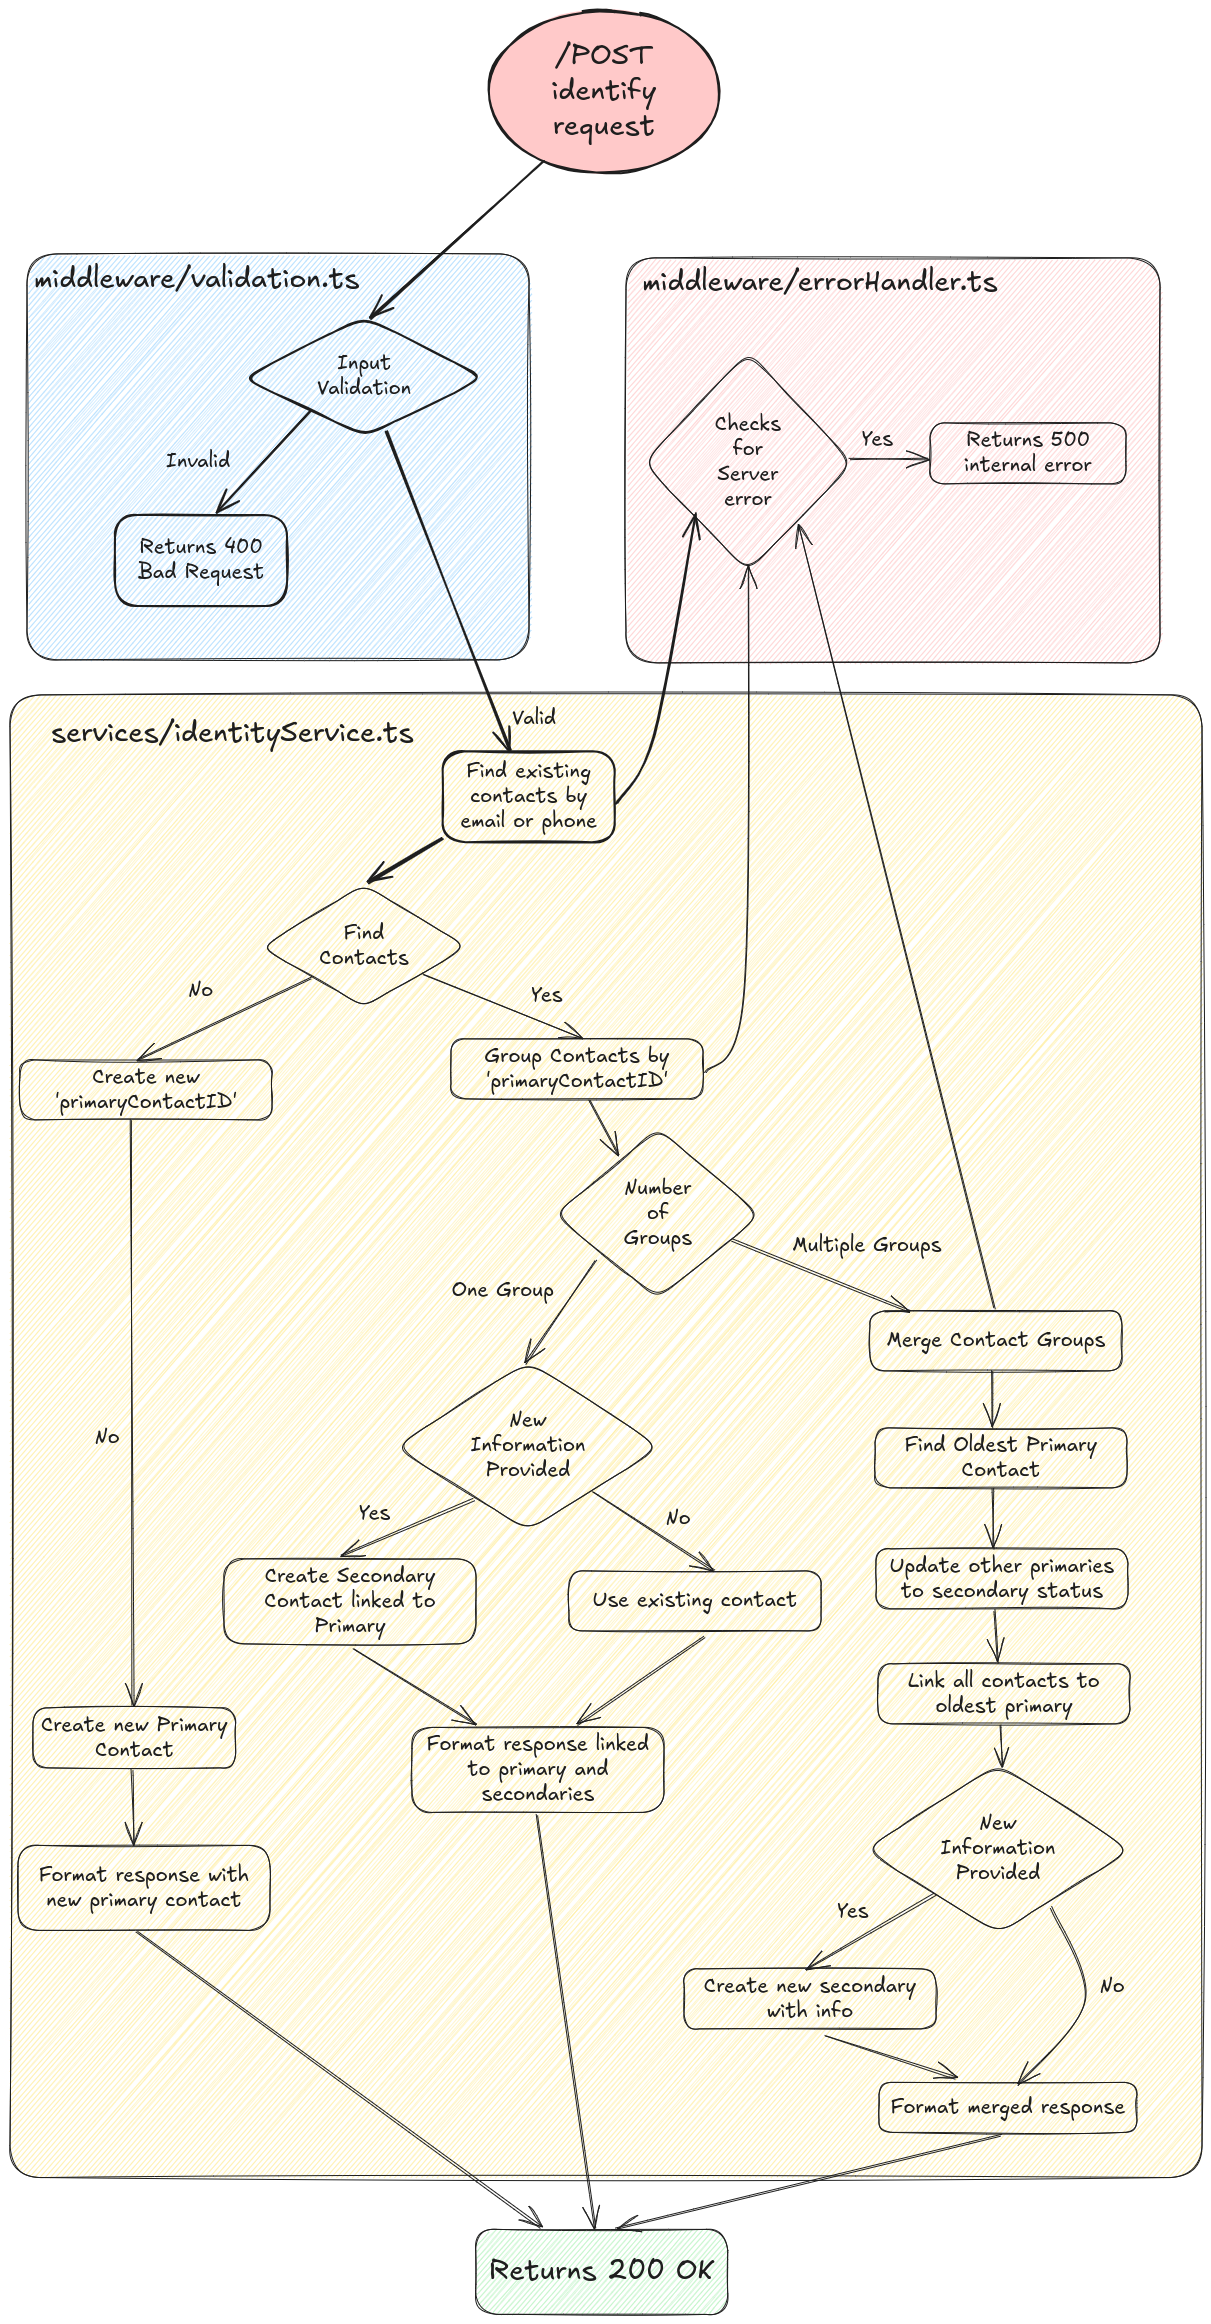 /POST
identify
request
middleware/validation.ts
Input
Validation
Invalid
Returns 400
Bad Request
middleware/errorHandler.ts
Checks
for
Server
error
Yes
Returns 500
internal error
services/identityService.ts
Valid
Find existing
contacts by
email or phone
Find
Contacts
No
Yes
Create new
'primaryContactID'
Group Contacts by
'primaryContactID'
Number
of
Groups
One Group
Multiple Groups
Merge Contact Groups
No
New
Information
Provided
Find Oldest Primary
Contact
Yes
No
Create Secondary
Contact linked to
Primary
Use existing contact
Update other primaries
to secondary status
Link all contacts to
oldest primary
Create new Primary
Contact
Format response linked
to primary and
secondaries
New
Information
Provided
Format response with
new primary contact
Yes
No
Create new secondary
with info
Format merged response
Returns 200 OK